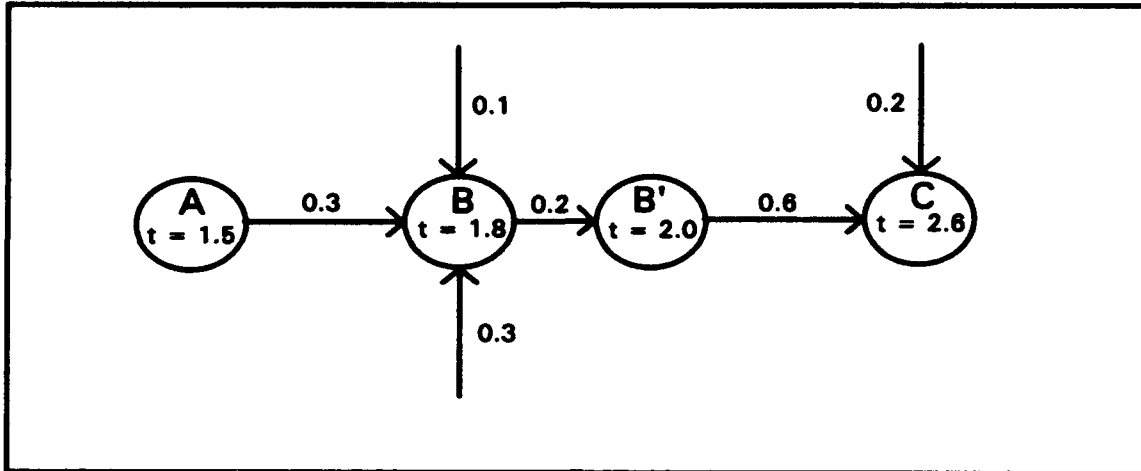 0.1
0.2
A
t = 1.5
0.3
B
t = 1.8
0.2
B'
t = 2.0
0.6
C
t = 2.6
0.3